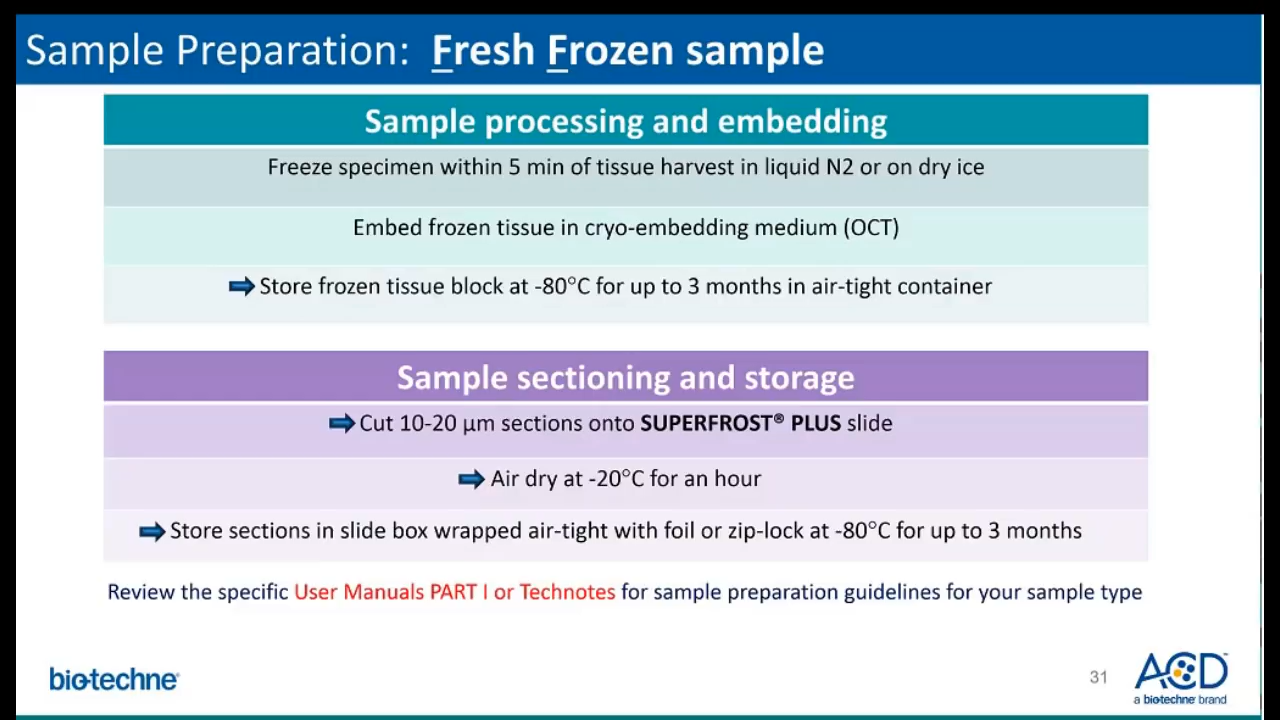 Sample Preparation: Fresh Frozen sample
Sample processing and embedding
Freeze specimen within 5 min of tissue harvest in liquid N2 or on dry ice
Embed frozen tissue in cryo-embedding medium (OCT)
Store frozen tissue block at -80°C for up to 3 months in air-tight container
Sample sectioning and storage
Cut 10-20 µm sections onto SUPERFROST® PLUS slide
Air dry at -20°C for an hour
Store sections in slide box wrapped air-tight with foil or zip-lock at -80°C for up to 3 months
Review the specific User Manuals PART I or Technotes for sample preparation guidelines for your sample type
bio-techne®
31
ACD™
a biotechne brand